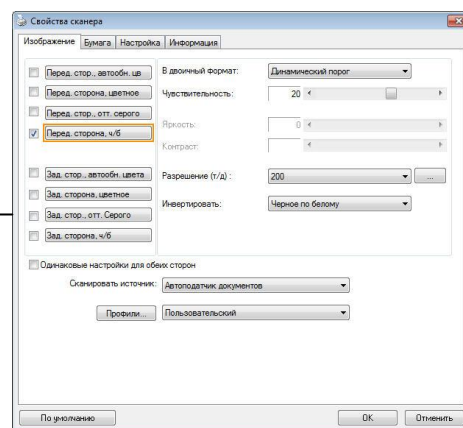 Свойства сканера
Изображение Бумага Настройка Информация
Перед. стор., автообн. цв
Перед. сторона, цветное
Перед. стор., отт. серого
Перед. сторона, ч/б
Зад. стор., автообн. цвета
Зад. сторона, цветное
Зад. стор., отт. Серого
Зад. сторона, ч/б
В двоичный формат: Динамический порог
Чувствительность: 20
Яркость: 0
Контраст:
Разрешение (т/д) : 200 ...
Инвертировать: Черное по белому
Одинаковые настройки для обеих сторон
Сканировать источник: Автоподатчик документов
Профили... Пользовательский
По умолчанию OK Отменить